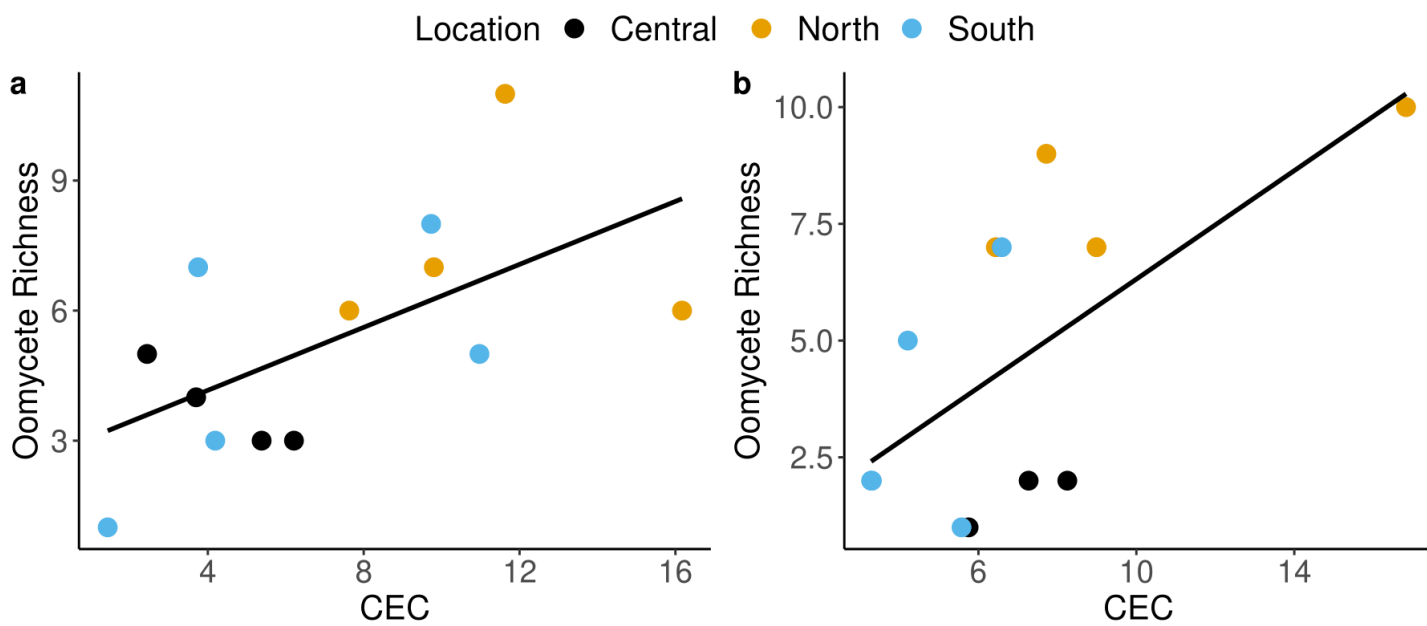 Location Central North South
a
Oomycete Richness
9
6
3
4 8 12 16
CEC
b
Oomycete Richness
10.0
7.5
5.0
2.5
6 10 14
CEC